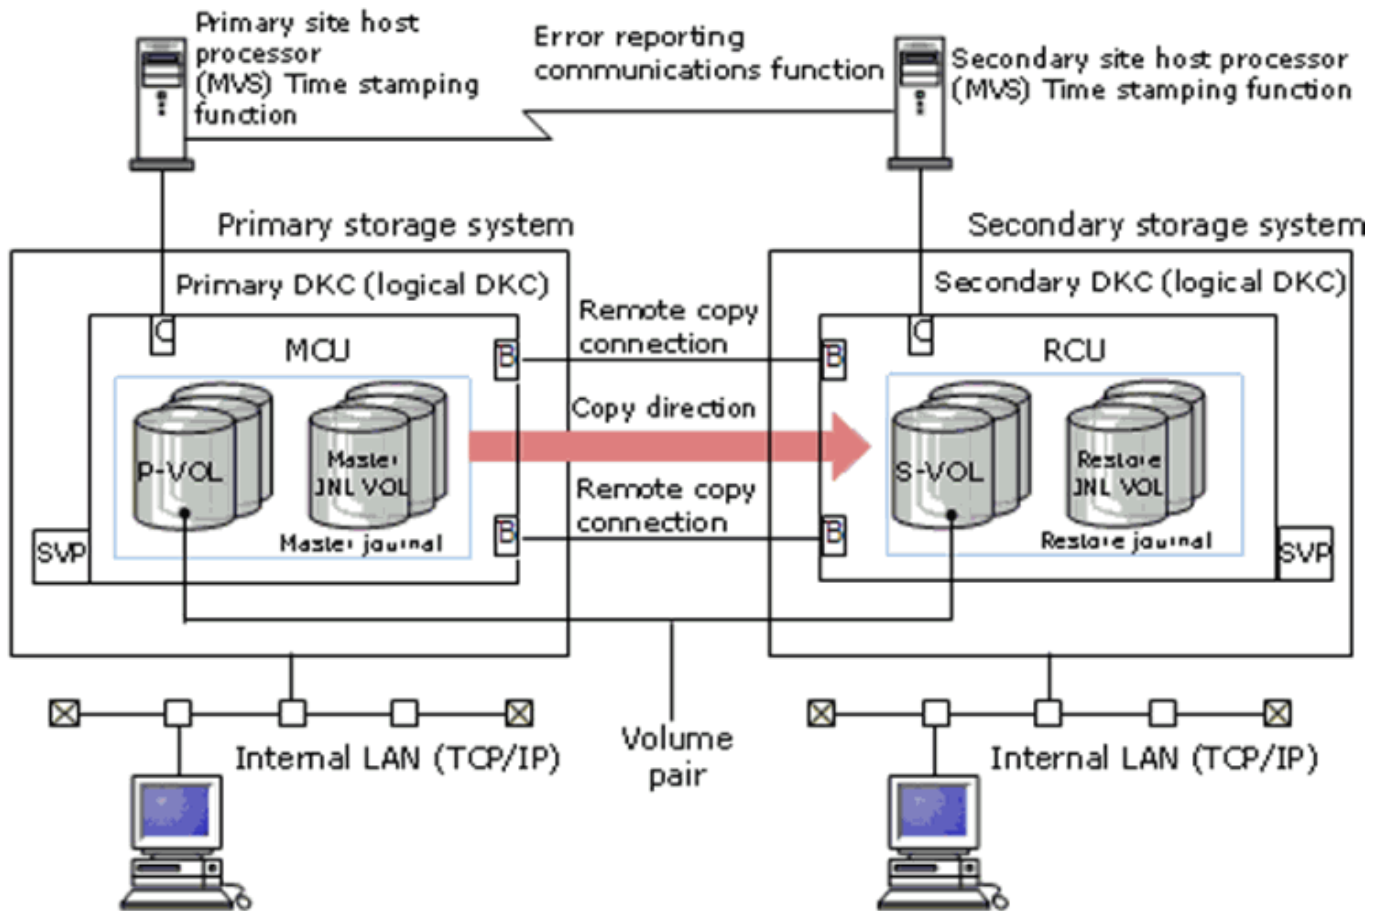 Primary site host
processor
(MVS) Time stamping
function
Error reporting
communications function
Secondary site host processor
(MVS) Time stamping function
Primary storage system
Secondary storage system
Primary DKC (logical DKC)
Secondary DKC (logical DKC)
C
MCU
B
Remote copy
connection
B
C
RCU
Copy direction
P-VOL
Master
JNL VOL
Master journal
S-VOL
Restore
JNL VOL
Restore journal
Remote copy
connection
B
B
SVP
SVP
Volume
pair
Internal LAN (TCP/IP)
Internal LAN (TCP/IP)